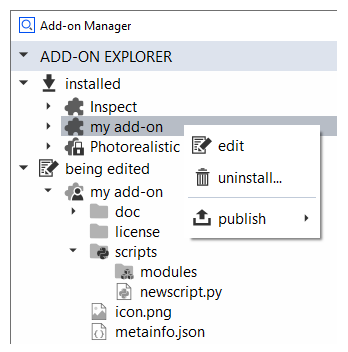 Add-on Manager
ADD-ON EXPLORER
installed
Inspect
my add-on
edit
Photorealistic
being edited
uninstall...
my add-on
doc
publish
license
scripts
modules
newscript.py
icon.png
metainfo.json